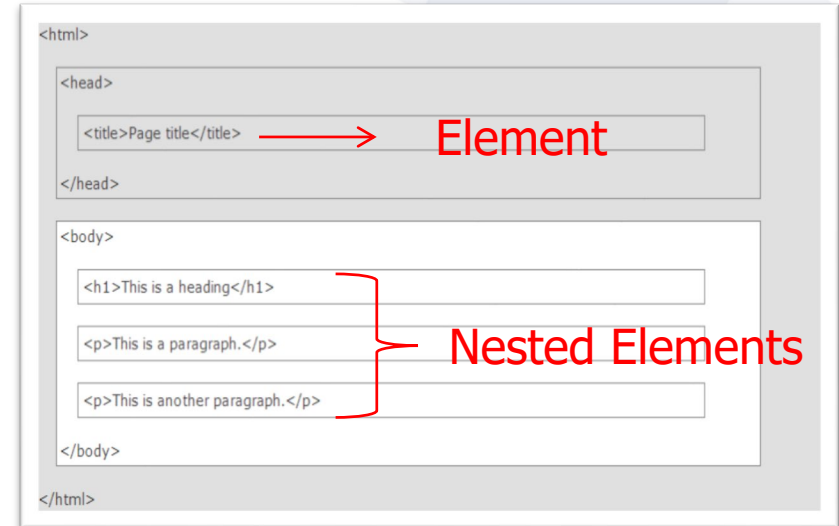 <html>
<head>
<title>Page title</title> Element
</head>
<body>
<h1>This is a heading</h1>
<p>This is a paragraph.</p> Nested Elements
<p>This is another paragraph.</p>
</body>
</html>